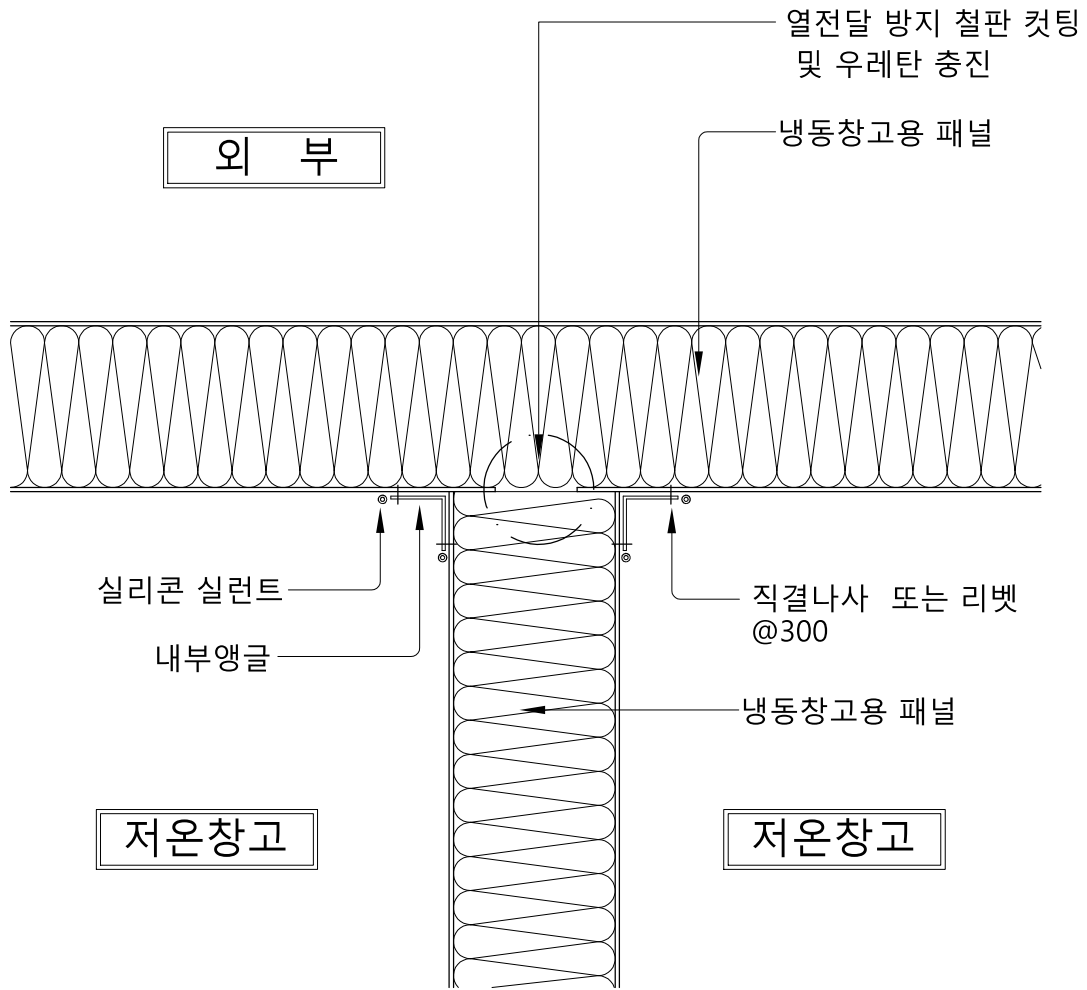 열전달 방지 철판 컷팅
및 우레탄 충진
냉동창고용 패널
외 부
실리콘 실런트
직결나사 또는 리벳
@300
내부앵글
냉동창고용 패널
저온창고
저온창고